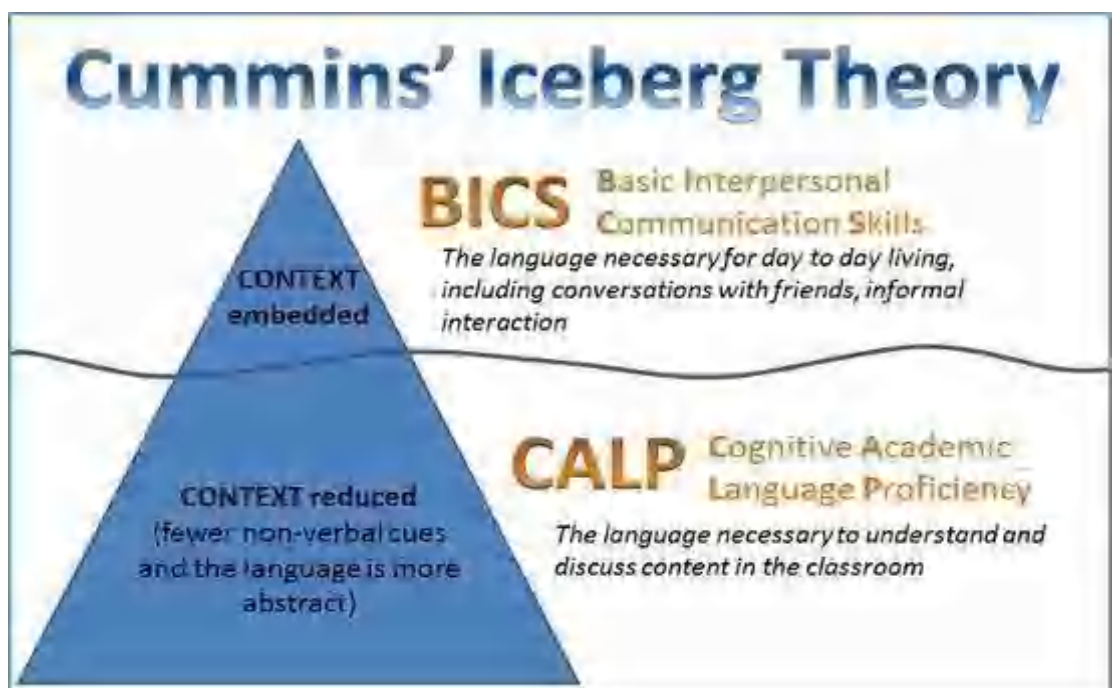 Cummins' Iceberg Theory
BICS
Basic Interpersonal
Communication Skills
The language necessary for day to day living,
including conversations with friends, informal
interaction
CONTEXT
embedded
CALP
Cognitive Academic
Language Proficiency
The language necessary to understand and
discuss content in the classroom
CONTEXT reduced
(fewer non-verbal cues
and the language is more
abstract)